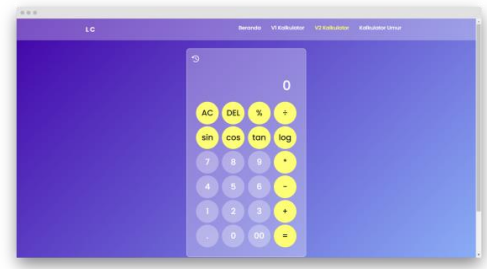 LC
Beranda V1 Kalkulator V2 Kalkulator Kalkulator Umur
0
AC DEL % ÷
sin cos tan log
7 8 9 *
4 5 6 -
1 2 3 +
. 0 00 =